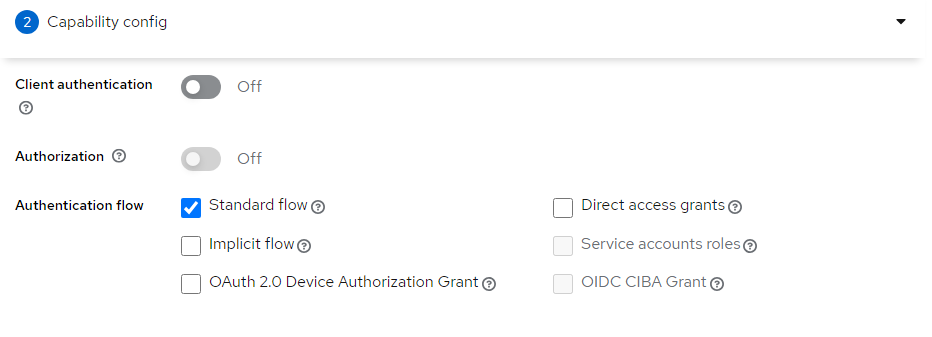 2 Capability config
Client authentication
Off
Authorization
Off
Authentication flow
Standard flow
Direct access grants
Implicit flow
Service accounts roles
OAuth 2.0 Device Authorization Grant
OIDC CIBA Grant